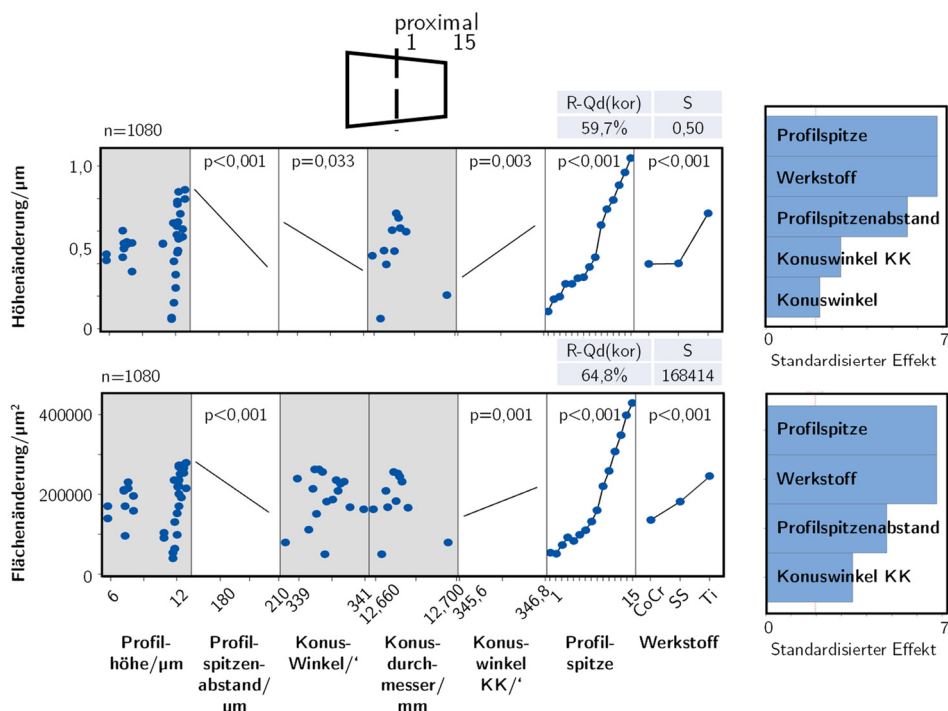 proximal
1 15
R-Qd(kor) S
59,7% 0,50
n=1080
Höhenänderung/µm
1,0
0,5
0
p<0,001 p=0,033 p=0,003 p<0,001 p<0,001
Profilspitze
Werkstoff
Profilspitzenabstand
Konuswinkel KK
Konuswinkel
0 7
Standardisierter Effekt
R-Qd(kor) S
64,8% 168414
n=1080
Flächenänderung/µm²
400000
200000
0
p<0,001 p=0,001 p<0,001 p<0,001
Profilspitze
Werkstoff
Profilspitzenabstand
Konuswinkel KK
0 7
Standardisierter Effekt
6 12 180 210 339 341 12,660 12,700 345,6 346,8 1 15 CoCr SS Ti
Profil-
höhe/µm
Profil-
spitzen-
abstand/
µm
Konus-
Winkel/‘
Konus-
durch-
messer/
mm
Konus-
winkel
KK/‘
Profil-
spitze
Werkstoff